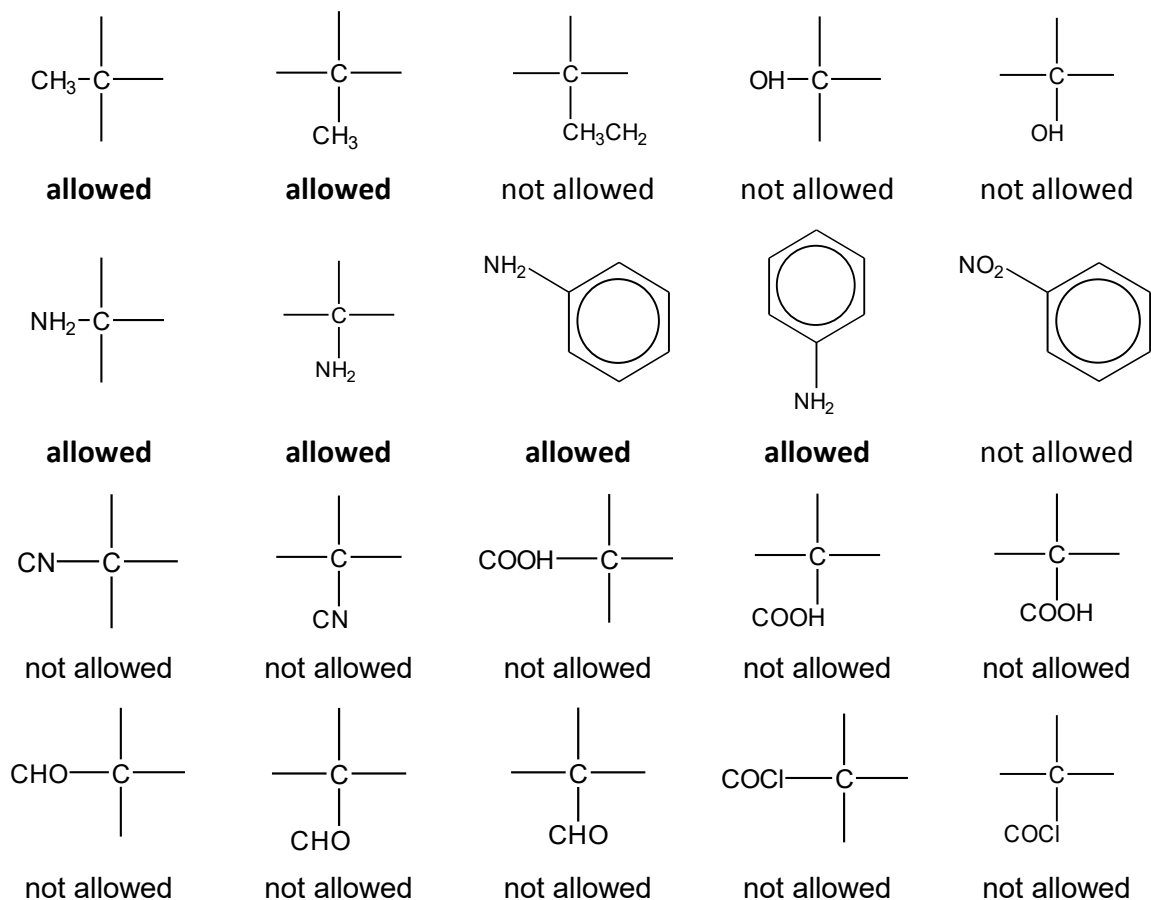 CH₃ C C CH₃ C CH₃CH₂ OH C C OH
allowed allowed not allowed not allowed not allowed
NH₂ C C NH₂ NH₂ NH₂ NO₂
allowed allowed allowed allowed not allowed
CN C C CN COOH C C COOH C COOH
not allowed not allowed not allowed not allowed not allowed
CHO C C CHO C CHO COCl C C COCl
not allowed not allowed not allowed not allowed not allowed